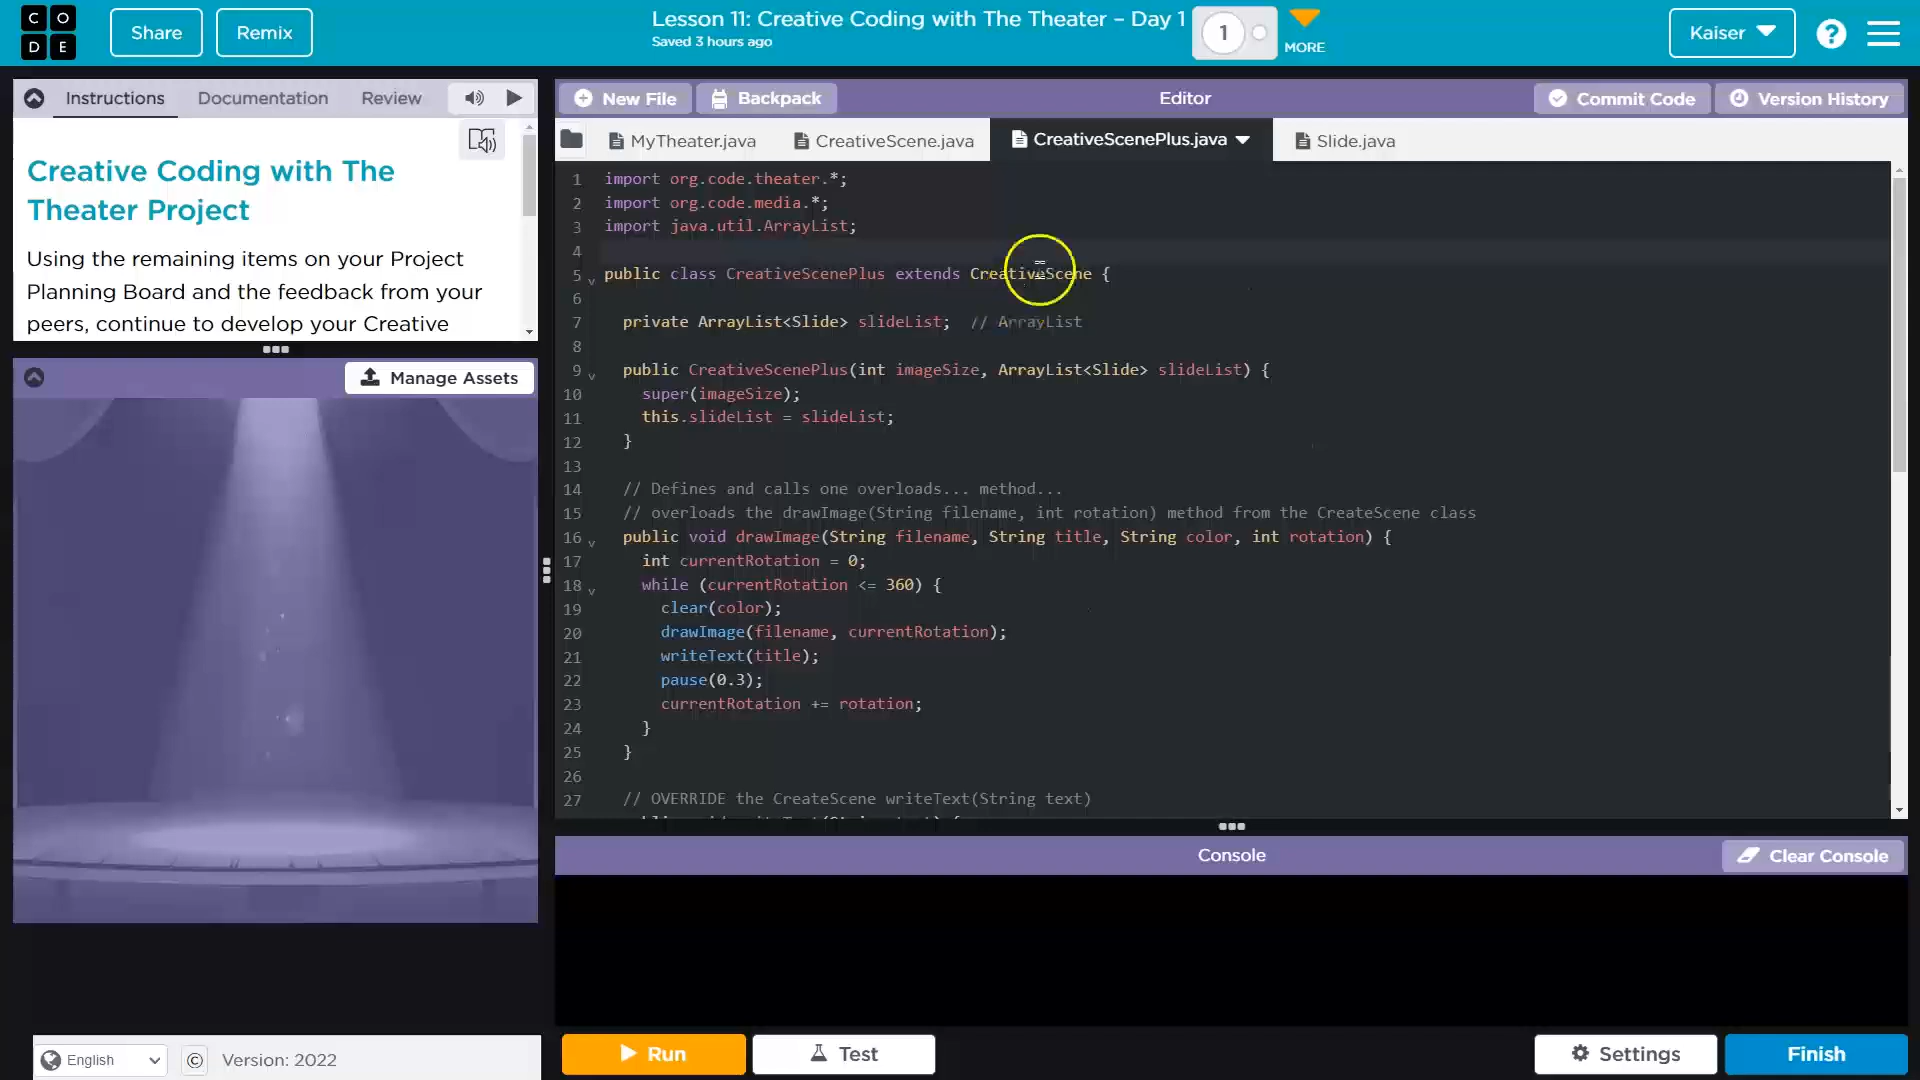 CODE
Share
Remix
Lesson 11: Creative Coding with The Theater – Day 1
Saved 3 hours ago
1
MORE
Kaiser
?
Instructions
Documentation
Review
New File
Backpack
Editor
Commit Code
Version History
MyTheater.java
CreativeScene.java
CreativeScenePlus.java
Slide.java
Creative Coding with The
Theater Project
Using the remaining items on your Project
Planning Board and the feedback from your
peers, continue to develop your Creative
Manage Assets
1 import org.code.theater.*;
2 import org.code.media.*;
3 import java.util.ArrayList;
4
5 public class CreativeScenePlus extends CreativeScene {
6
7 private ArrayList<Slide> slideList; // ArrayList
8
9 public CreativeScenePlus(int imageSize, ArrayList<Slide> slideList) {
10 super(imageSize);
11 this.slideList = slideList;
12 }
13
14 // Defines and calls one overloads... method...
15 // overloads the drawImage(String filename, int rotation) method from the CreateScene class
16 public void drawImage(String filename, String title, String color, int rotation) {
17 int currentRotation = 0;
18 while (currentRotation <= 360) {
19 clear(color);
20 drawImage(filename, currentRotation);
21 writeText(title);
22 pause(0.3);
23 currentRotation += rotation;
24 }
25 }
26
27 // OVERRIDE the CreateScene writeText(String text)
Console
Clear Console
English
©
Version: 2022
Run
Test
Settings
Finish